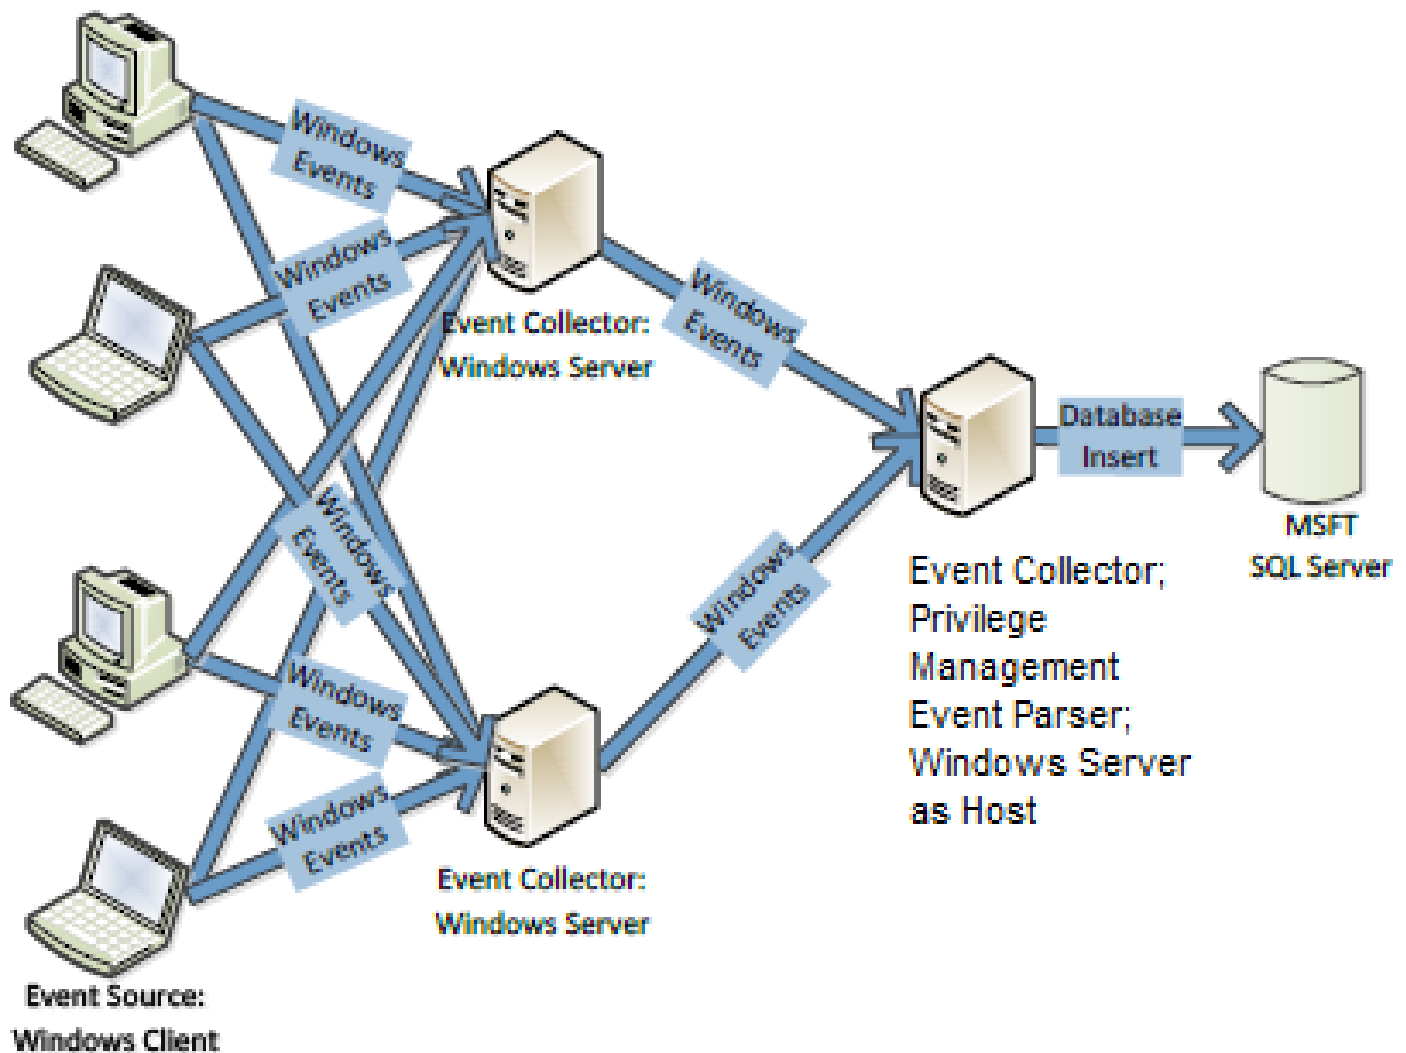 Windows
Events
Windows
Events
Event Collector:
Windows Server
Windows
Events
Database
Insert
MSFT
SQL Server
Windows
Events
Windows
Events
Event Collector;
Privilege
Management
Event Parser;
Windows Server
as Host
Windows
Events
Windows
Events
Event Collector:
Windows Server
Event Source:
Windows Client